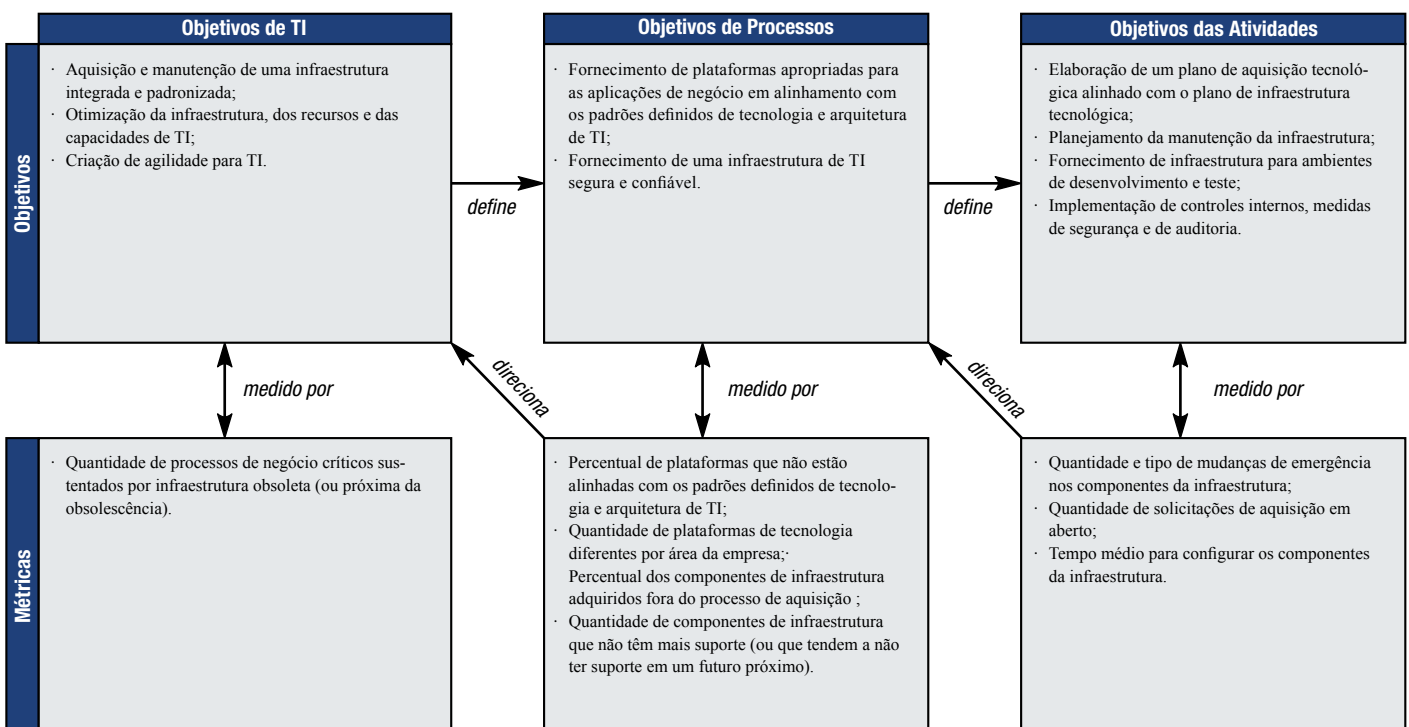 Objetivos de TI
Objetivos de Processos
Objetivos das Atividades
Objetivos
· Aquisição e manutenção de uma infraestrutura
integrada e padronizada;
· Otimização da infraestrutura, dos recursos e das
capacidades de TI;
· Criação de agilidade para TI.
define
· Fornecimento de plataformas apropriadas para
as aplicações de negócio em alinhamento com
os padrões definidos de tecnologia e arquitetura
de TI;
· Fornecimento de uma infraestrutura de TI
segura e confiável.
define
· Elaboração de um plano de aquisição tecnoló-
gica alinhado com o plano de infraestrutura
tecnológica;
· Planejamento da manutenção da infraestrutura;
· Fornecimento de infraestrutura para ambientes
de desenvolvimento e teste;
· Implementação de controles internos, medidas
de segurança e de auditoria.
medido por
direciona
medido por
direciona
medido por
Métricas
· Quantidade de processos de negócio críticos sus-
tentados por infraestrutura obsoleta (ou próxima da
obsolescência).
· Percentual de plataformas que não estão
alinhadas com os padrões definidos de tecnolo-
gia e arquitetura de TI;
· Quantidade de plataformas de tecnologia
diferentes por área da empresa;·
Percentual dos componentes de infraestrutura
adquiridos fora do processo de aquisição ;
· Quantidade de componentes de infraestrutura
que não têm mais suporte (ou que tendem a não
ter suporte em um futuro próximo).
· Quantidade e tipo de mudanças de emergência
nos componentes da infraestrutura;
· Quantidade de solicitações de aquisição em
aberto;
· Tempo médio para configurar os componentes
da infraestrutura.